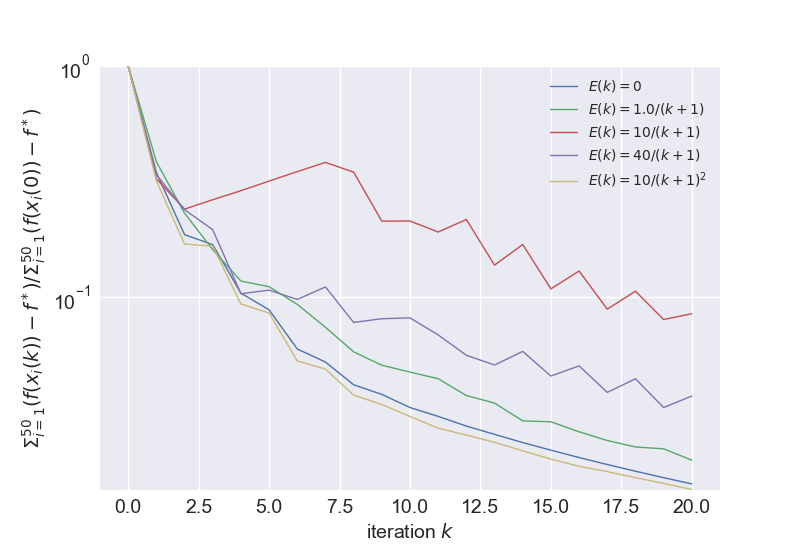 Σ_{i=1}^{50}(f(x_i(k)) − f*)/Σ_{i=1}^{50}(f(x_i(0)) − f*)
10^0
10^{−1}
E(k) = 0
E(k) = 1.0/(k + 1)
E(k) = 10/(k + 1)
E(k) = 40/(k + 1)
E(k) = 10/(k + 1)^2
0.0 2.5 5.0 7.5 10.0 12.5 15.0 17.5 20.0
iteration k